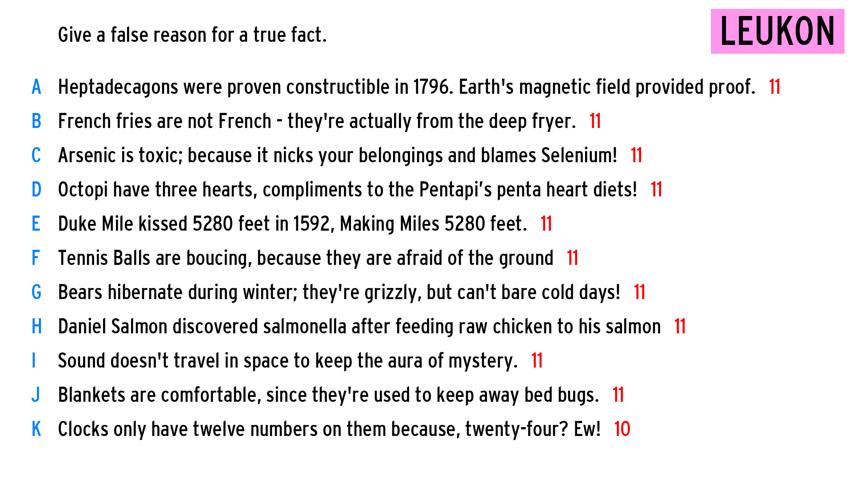 Give a false reason for a true fact.
LEUKON
A Heptadecagons were proven constructible in 1796. Earth's magnetic field provided proof. 11
B French fries are not French - they're actually from the deep fryer. 11
C Arsenic is toxic; because it nicks your belongings and blames Selenium! 11
D Octopi have three hearts, compliments to the Pentapi’s penta heart diets! 11
E Duke Mile kissed 5280 feet in 1592, Making Miles 5280 feet. 11
F Tennis Balls are boucing, because they are afraid of the ground 11
G Bears hibernate during winter; they're grizzly, but can't bare cold days! 11
H Daniel Salmon discovered salmonella after feeding raw chicken to his salmon 11
I Sound doesn't travel in space to keep the aura of mystery. 11
J Blankets are comfortable, since they're used to keep away bed bugs. 11
K Clocks only have twelve numbers on them because, twenty-four? Ew! 10